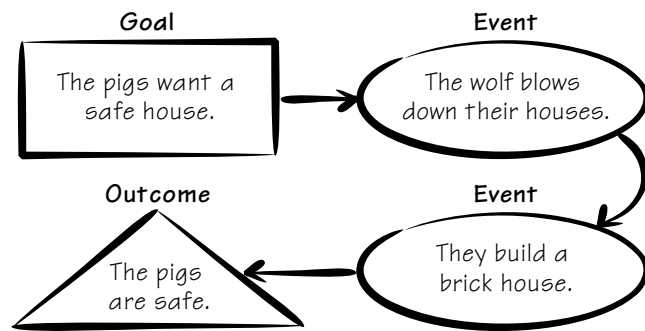 Goal
The pigs want a
safe house.
Event
The wolf blows
down their houses.
Event
They build a
brick house.
Outcome
The pigs
are safe.